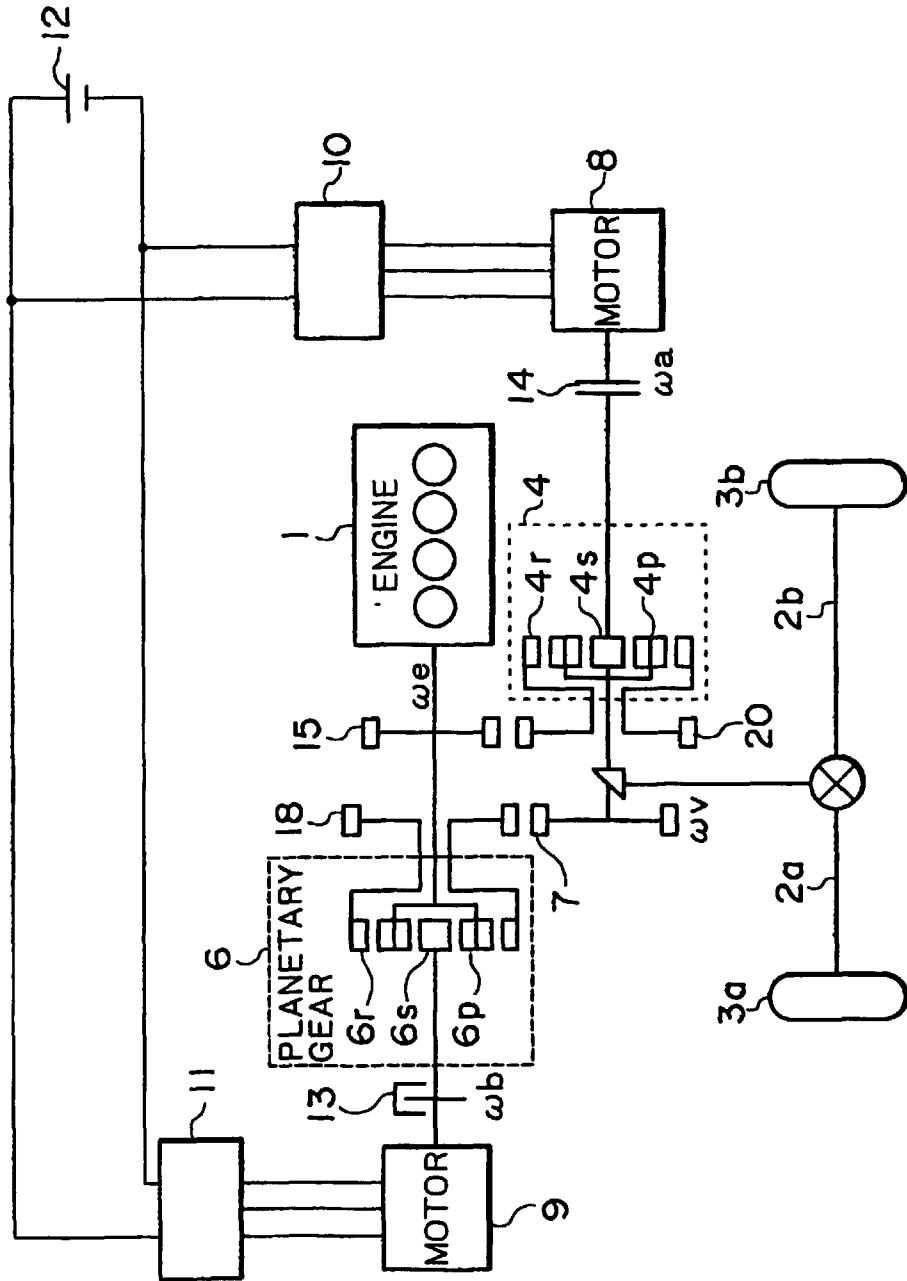 12
10
8
MOTOR
14
ωa
1
ENGINE
ωe
4
4r
4s
4p
3b
2b
15
20
18
ωv
7
2a
3a
6
PLANETARY
GEAR
6r
6s
6p
13
ωb
11
MOTOR
9